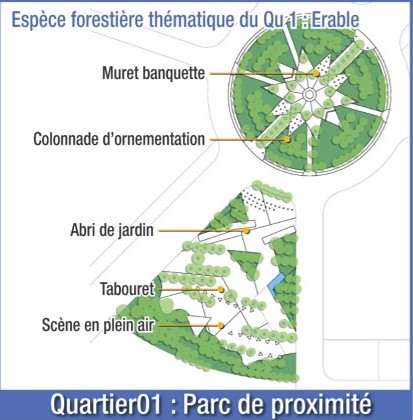 Espèce forestière thématique du Qu 1 : Erable
Muret banquette
Colonnade d'ornementation
Abri de jardin
Tabouret
Scène en plein air
Quartier01 : Parc de proximité